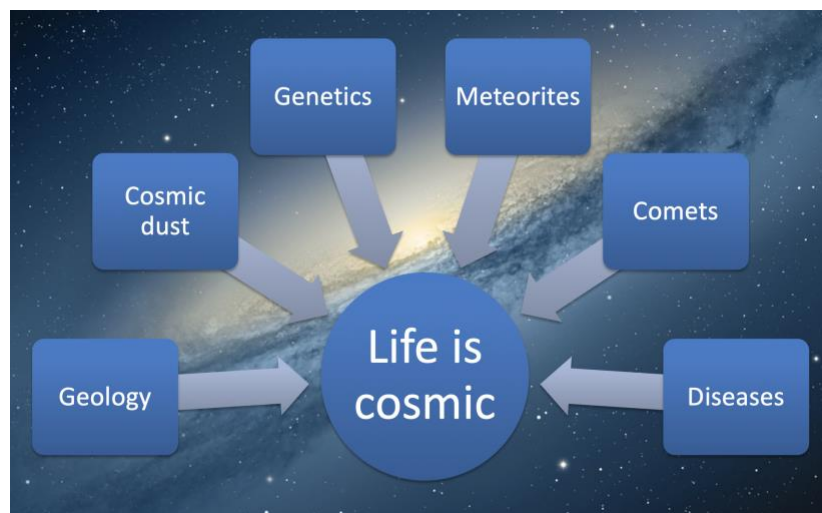 Genetics
Meteorites
Cosmic
dust
Comets
Life is
cosmic
Geology
Diseases